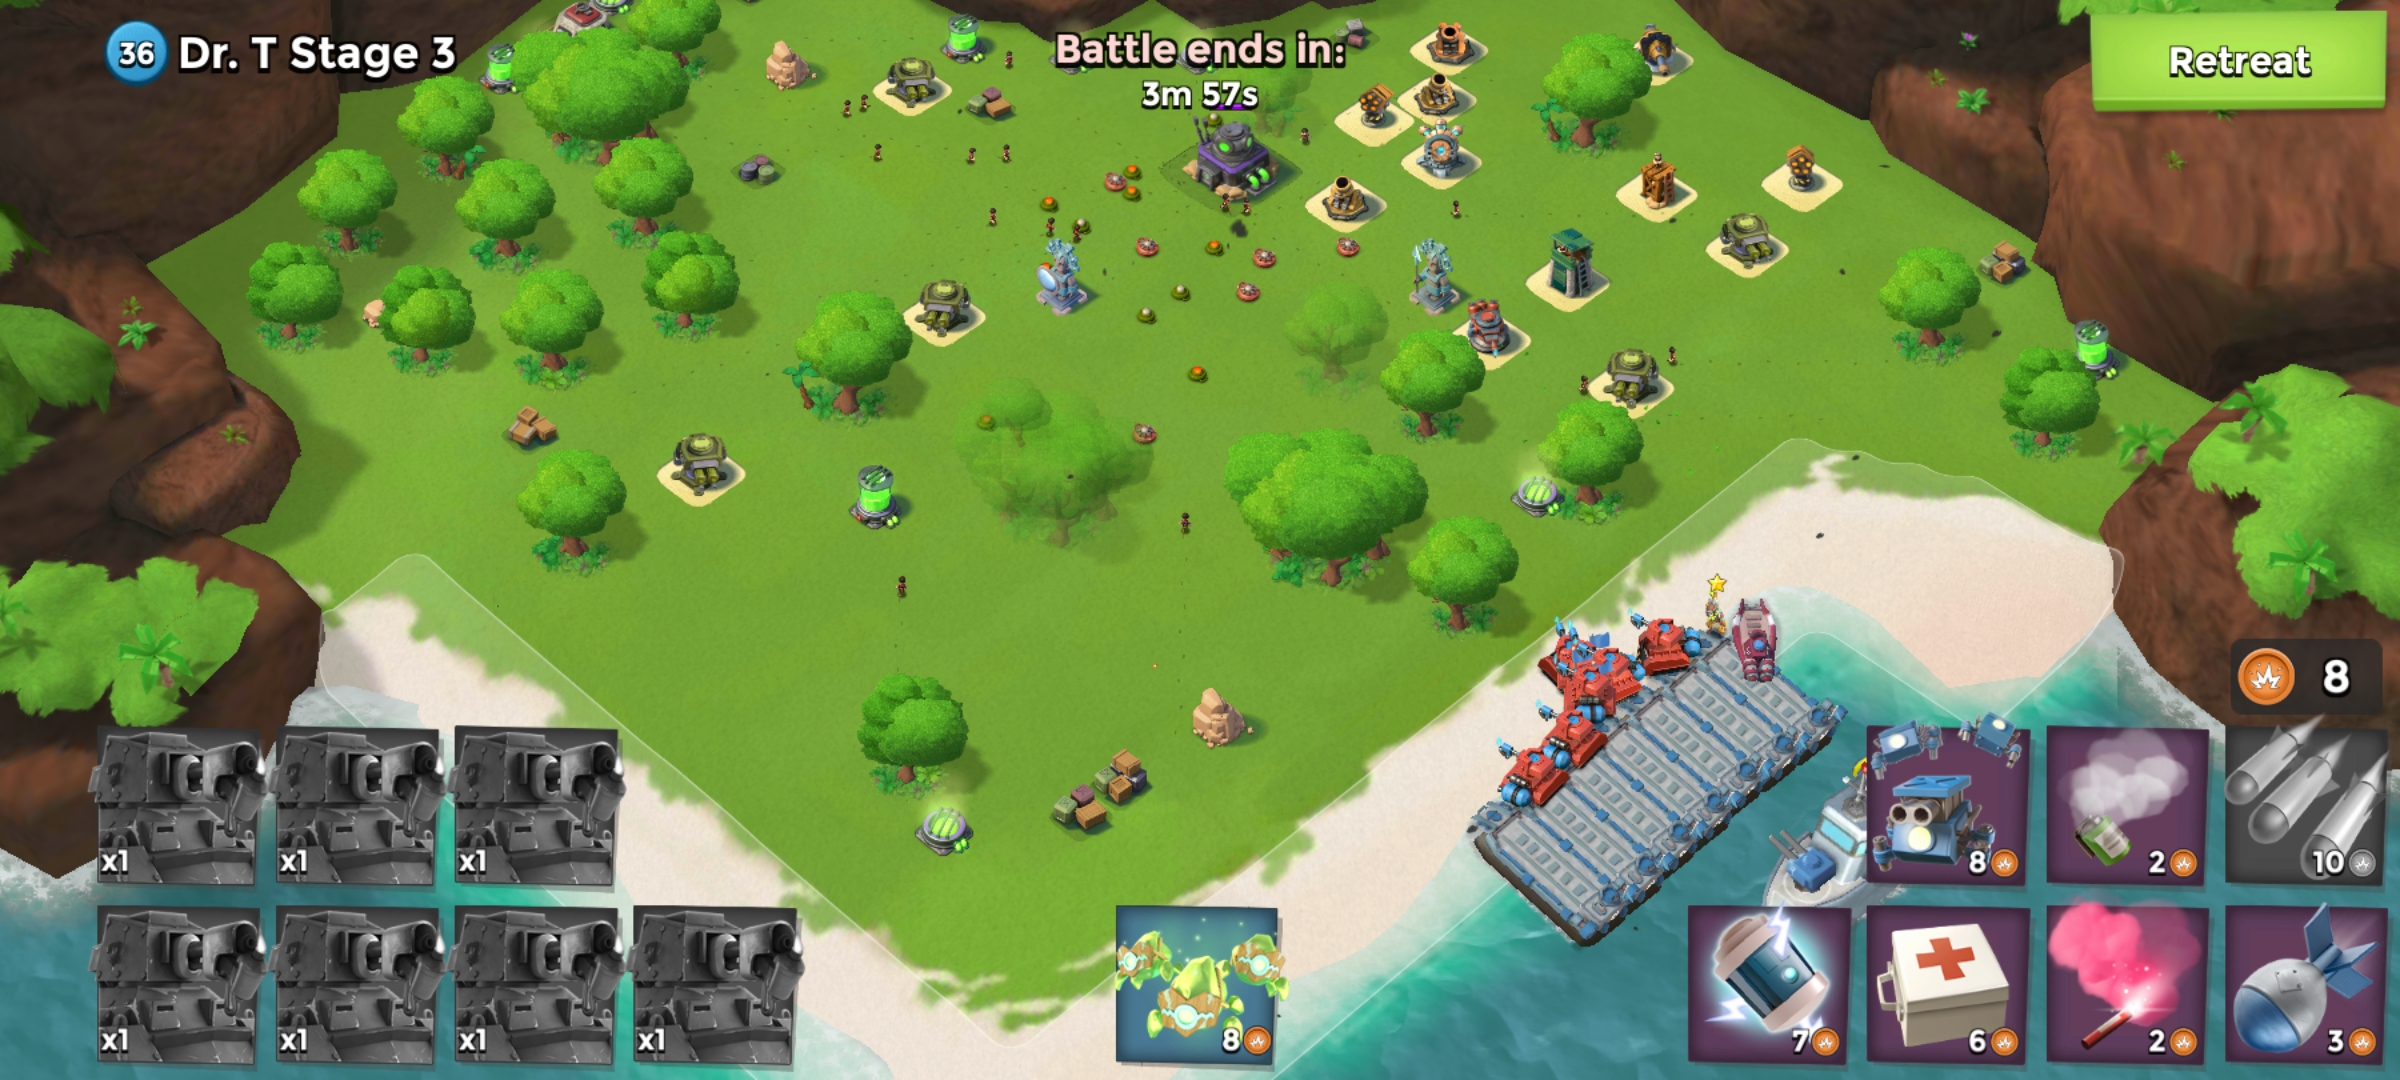 36 Dr. T Stage 3
Battle ends in:
3m 57s
Retreat
8
x1 x1 x1
8 2 10
x1 x1 x1 x1
8
7 6 2 3